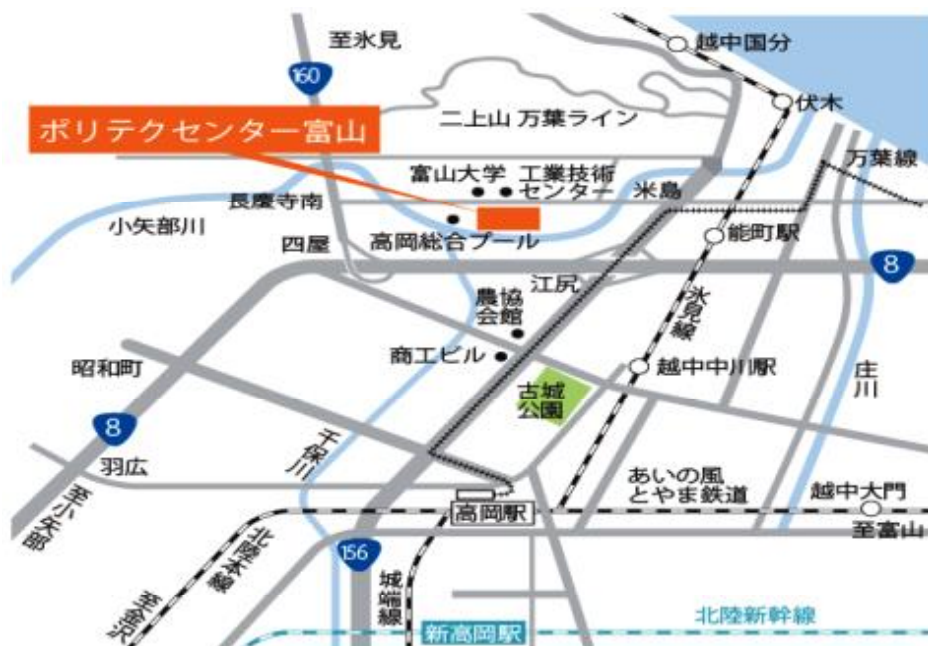 至氷見
越中国分
160
伏木
ポリテクセンター富山
二上山 万葉ライン
万葉線
富山大学
工業技術
センター
米島
長慶寺南
小矢部川
高岡総合プール
能町駅
四屋
8
江尻
農協
会館
氷見線
商工ビル
昭和町
越中中川駅
庄川
古城
公園
8
千保川
羽広
あいの風
とやま鉄道
越中大門
至小矢部
高岡駅
至富山
北陸本線
156
城端線
至金沢
北陸新幹線
新高岡駅